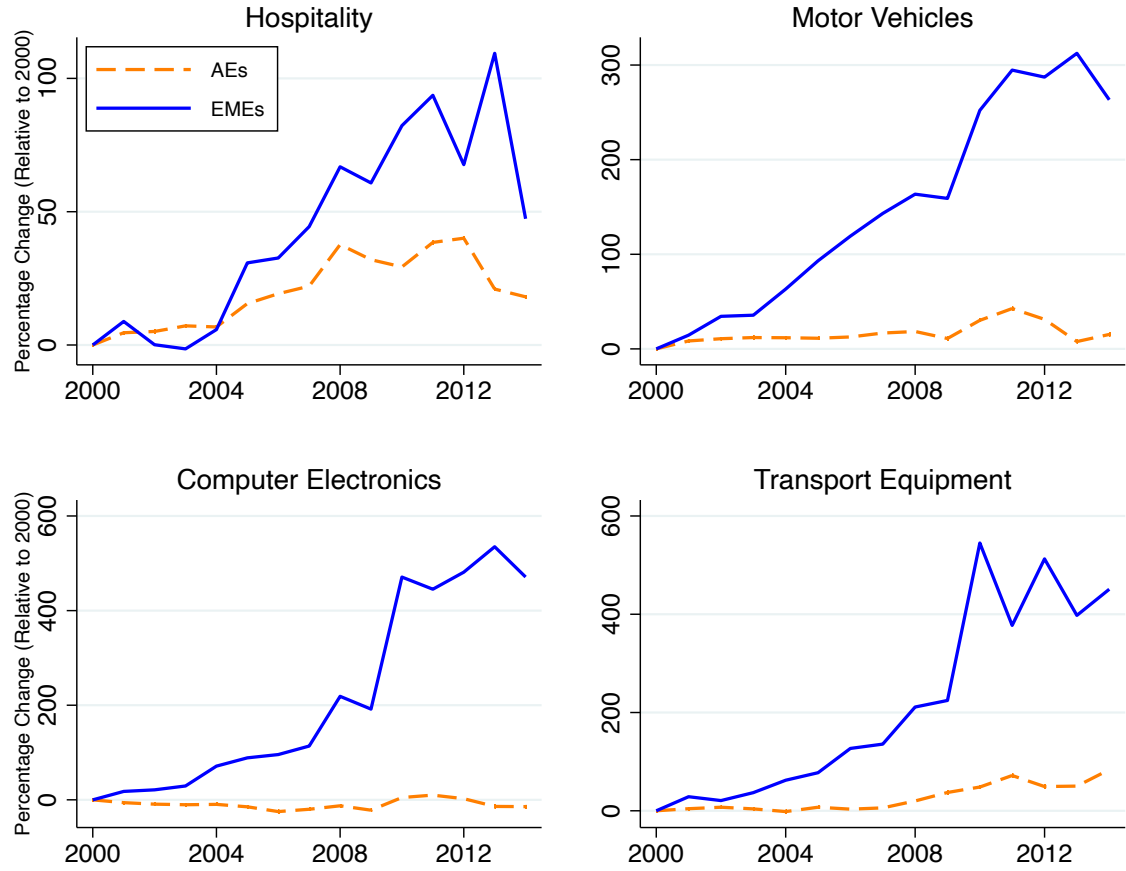 Hospitality
Percentage Change (Relative to 2000)
100
50
0
AEs
EMEs
2000 2004 2008 2012
Motor Vehicles
300
200
100
0
2000 2004 2008 2012
Computer Electronics
Percentage Change (Relative to 2000)
600
400
200
0
2000 2004 2008 2012
Transport Equipment
600
400
200
0
2000 2004 2008 2012